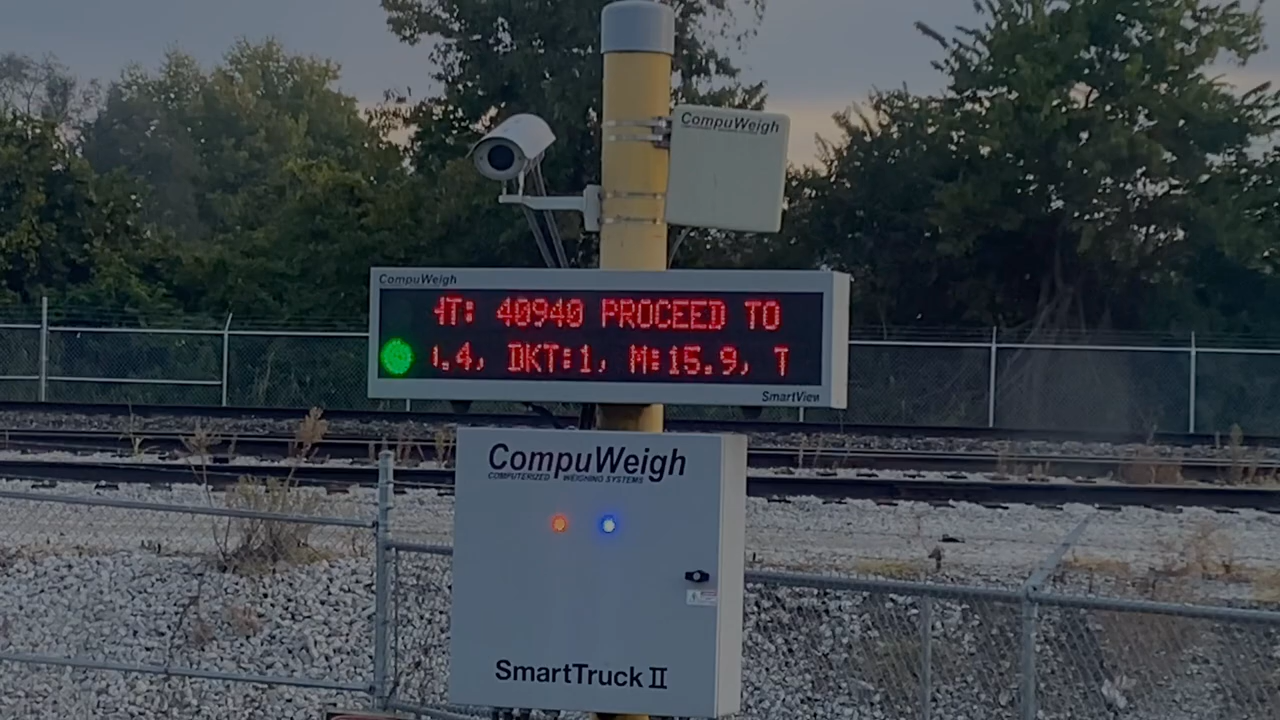 CompuWeigh
CompuWeigh
HT: 40940 PROCEED TO
1.4, DKT:1, M:15.9, T
SmartView
CompuWeigh
COMPUTERIZED WEIGHING SYSTEMS
SmartTruck II